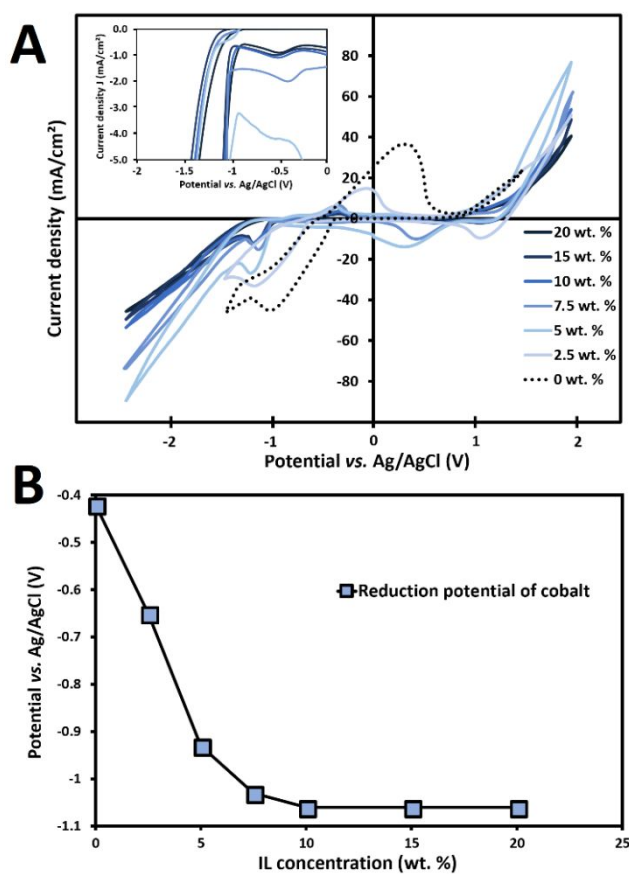 A
Current density J (mA/cm²)
0.0
-1.0
-2.0
-3.0
-4.0
-5.0
-2
-1.5
-1
-0.5
0
Potential vs. Ag/AgCl (V)
Current density (mA/cm²)
80
60
40
20
0
-20
-40
-60
-80
-2
-1
0
1
2
Potential vs. Ag/AgCl (V)
20 wt. %
15 wt. %
10 wt. %
7.5 wt. %
5 wt. %
2.5 wt. %
0 wt. %
B
Potential vs. Ag/AgCl (V)
-0.4
-0.5
-0.6
-0.7
-0.8
-0.9
-1
-1.1
Reduction potential of cobalt
0
5
10
15
20
25
IL concentration (wt. %)